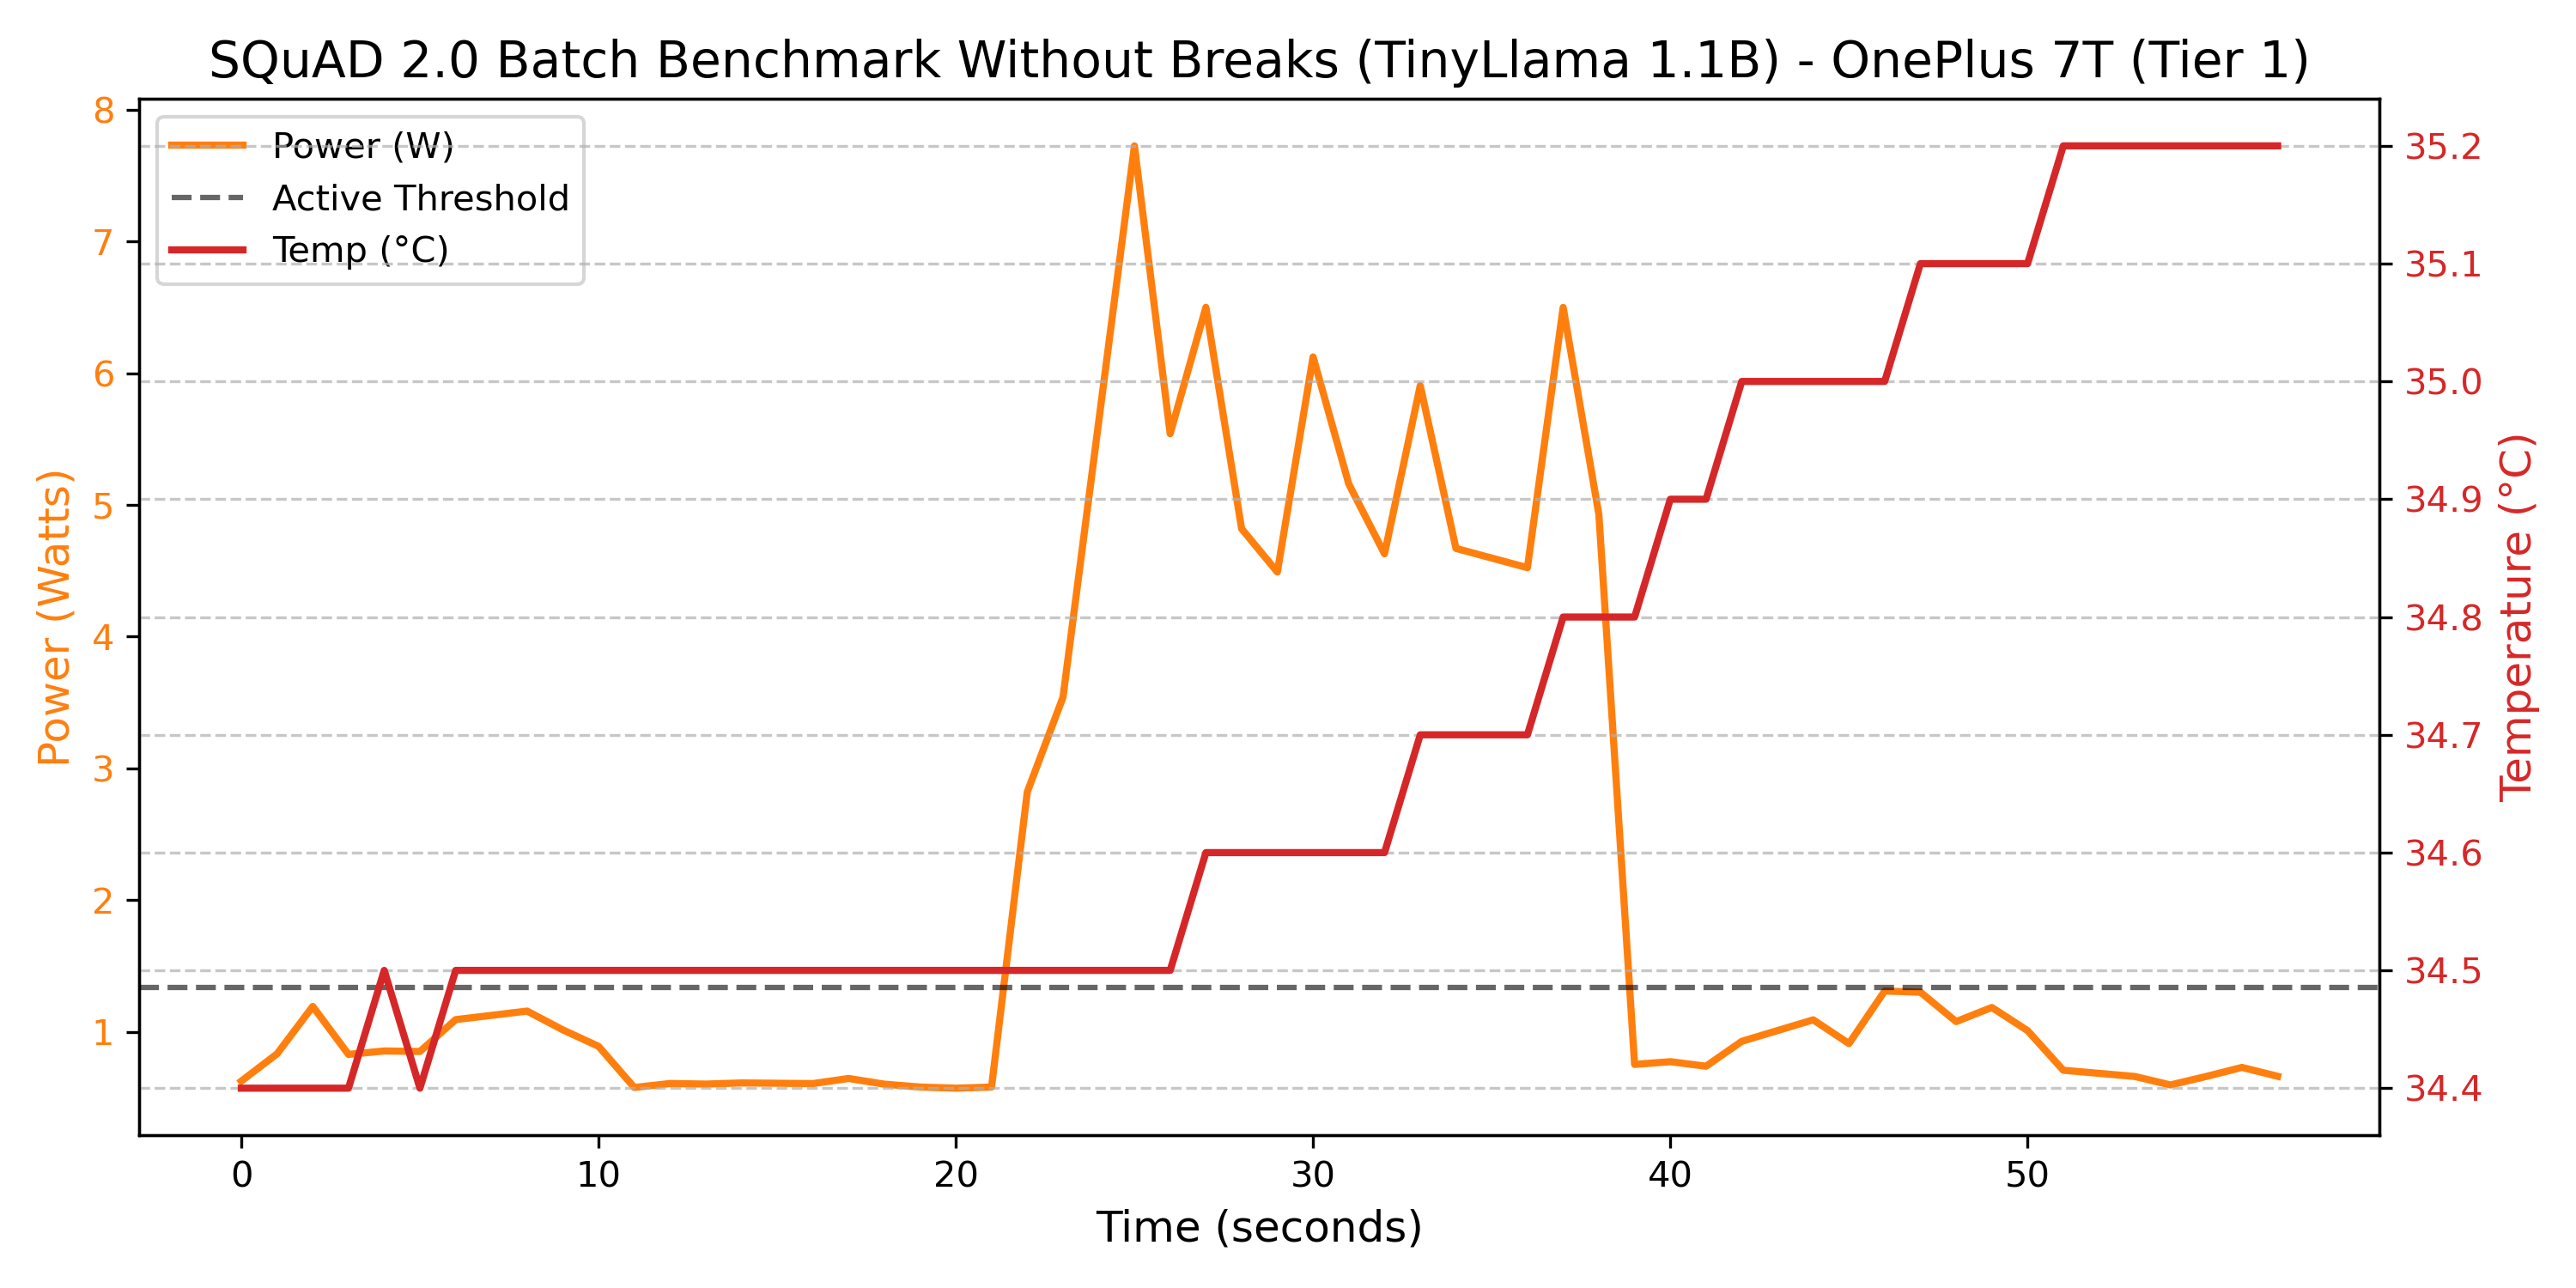 SQuAD 2.0 Batch Benchmark Without Breaks (TinyLlama 1.1B) - OnePlus 7T (Tier 1)
Power (W)
Active Threshold
Temp (°C)
Power (Watts)
8
7
6
5
4
3
2
1
35.2
35.1
35.0
34.9
34.8
34.7
34.6
34.5
34.4
Temperature (°C)
0 10 20 30 40 50
Time (seconds)